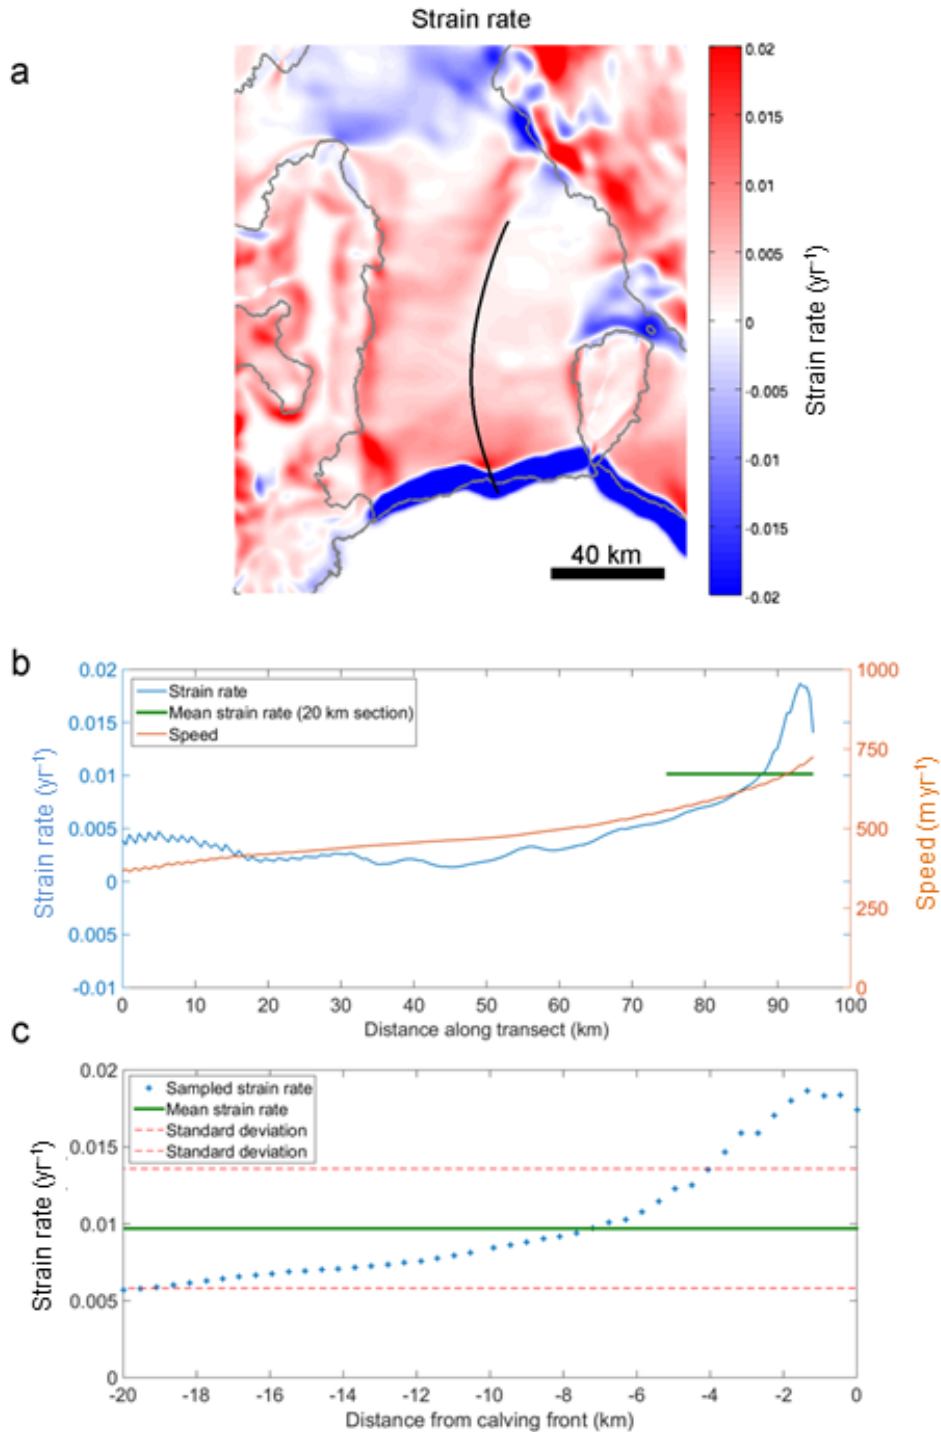 Strain rate
a
0.02
0.015
0.01
0.005
0
-0.005
-0.01
-0.015
-0.02
Strain rate (yr⁻¹)
40 km
b
0.02
0.015
0.01
0.005
0
0.005
-0.01
Strain rate (yr⁻¹)
Strain rate
Mean strain rate (20 km section)
Speed
1000
750
500
250
0
Speed (m yr⁻¹)
0 10 20 30 40 50 60 70 80 90 100
Distance along transect (km)
c
0.02
0.015
0.01
0.005
0
Strain rate (yr⁻¹)
Sampled strain rate
Mean strain rate
Standard deviation
Standard deviation
-20 -18 -16 -14 -12 -10 -8 -6 -4 -2 0
Distance from calving front (km)